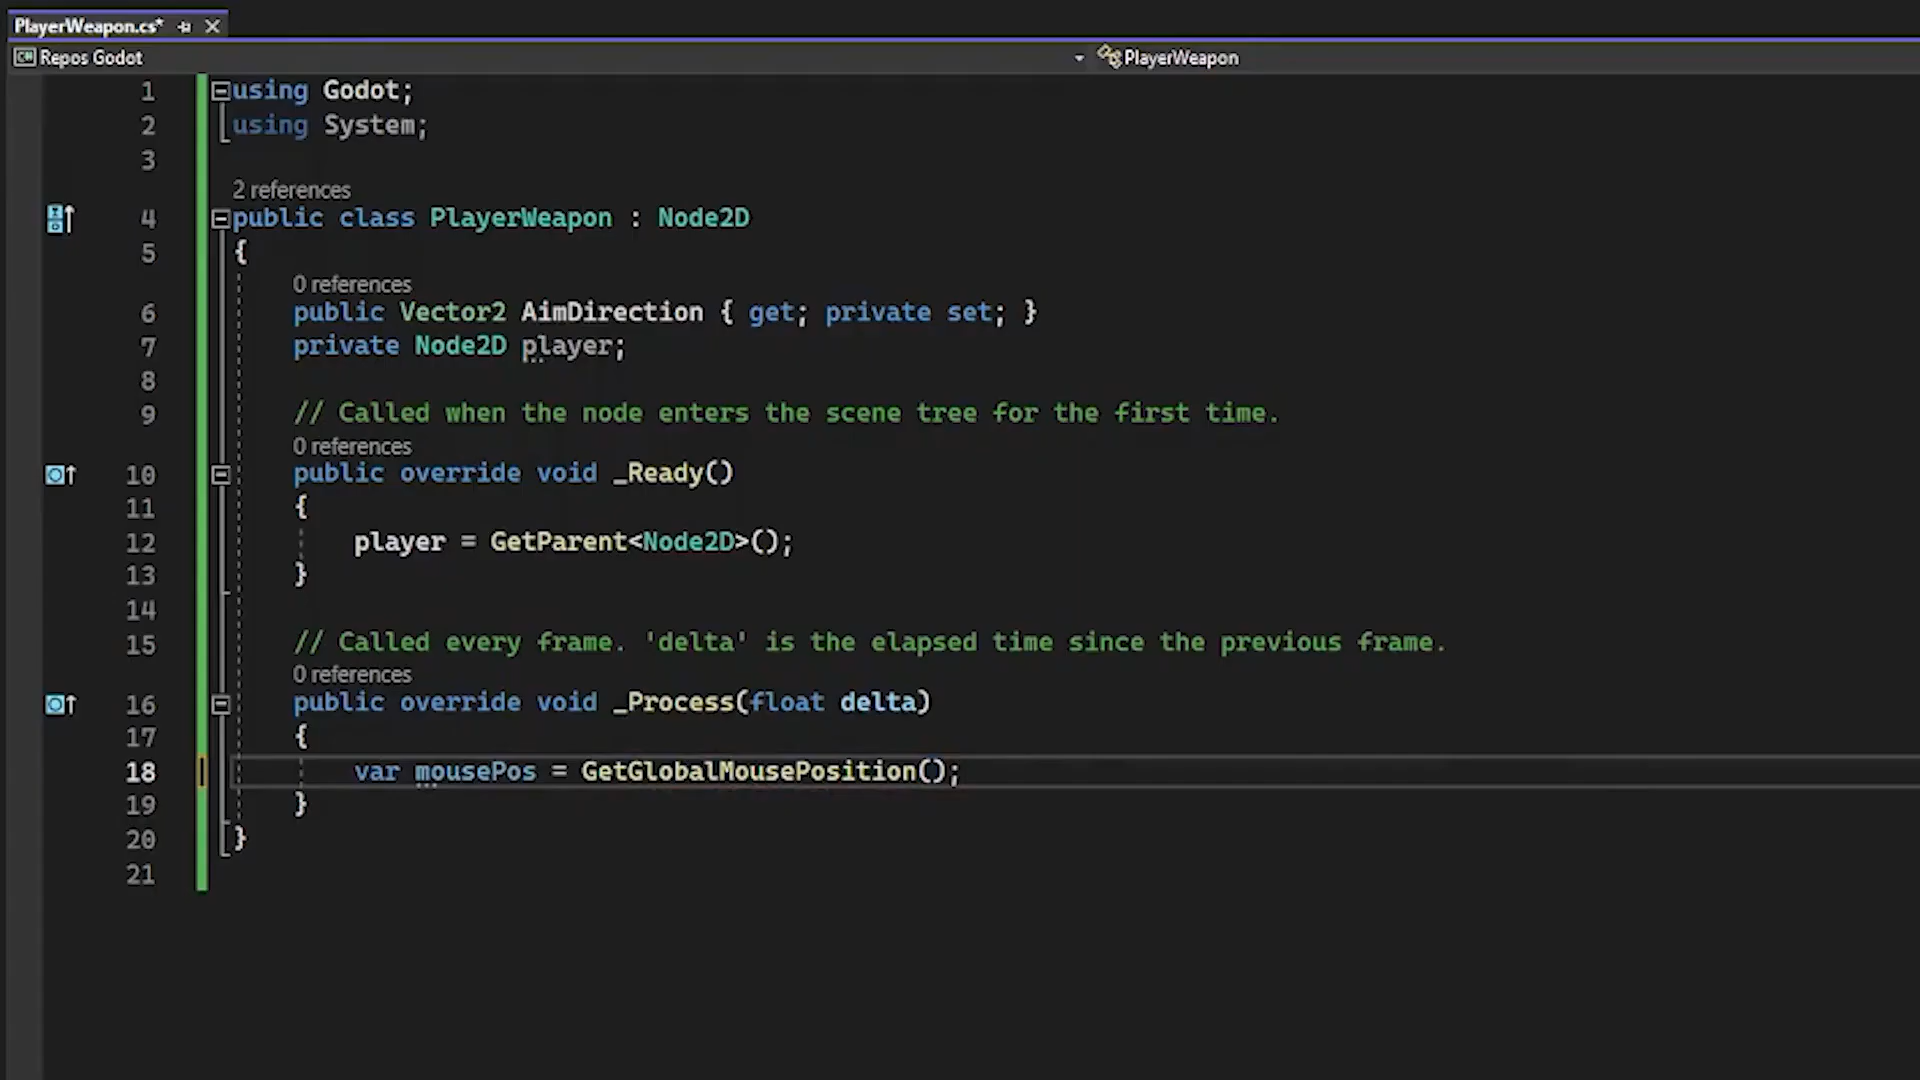 PlayerWeapon.cs*
C# Repos Godot PlayerWeapon
1 using Godot;
2 using System;
3
2 references
4 public class PlayerWeapon : Node2D
5 {
0 references
6 public Vector2 AimDirection { get; private set; }
7 private Node2D player;
8
9 // Called when the node enters the scene tree for the first time.
0 references
10 public override void _Ready()
11 {
12 player = GetParent<Node2D>();
13 }
14
15 // Called every frame. 'delta' is the elapsed time since the previous frame.
0 references
16 public override void _Process(float delta)
17 {
18 var mousePos = GetGlobalMousePosition();
19 }
20 }
21